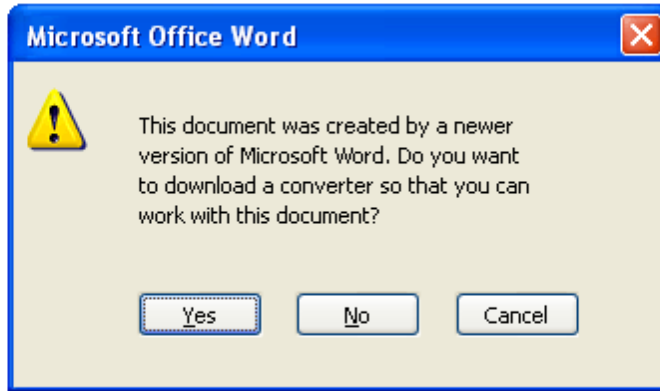 Microsoft Office Word
This document was created by a newer
version of Microsoft Word. Do you want
to download a converter so that you can
work with this document?
Yes No Cancel